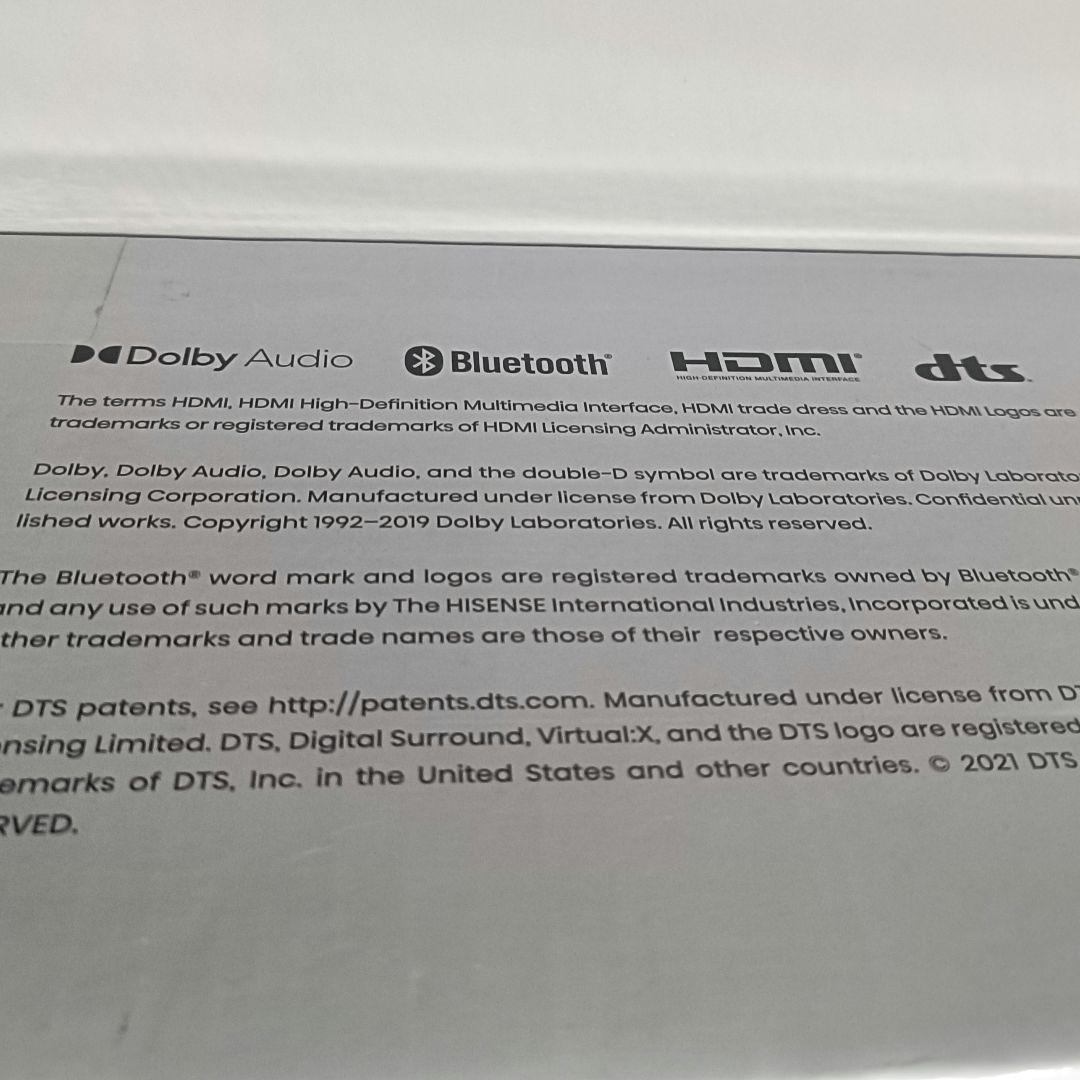 Dolby Audio Bluetooth® HDMI® dts
HIGH-DEFINITION MULTIMEDIA INTERFACE
The terms HDMI, HDMI High-Definition Multimedia Interface, HDMI trade dress and the HDMI Logos are
trademarks or registered trademarks of HDMI Licensing Administrator, Inc.
Dolby, Dolby Audio, Dolby Audio, and the double-D symbol are trademarks of Dolby Laborato
Licensing Corporation. Manufactured under license from Dolby Laboratories. Confidential
lished works. Copyright 1992–2019 Dolby Laboratories. All rights reserved.
The Bluetooth® word mark and logos are registered trademarks owned by Bluetooth®
and any use of such marks by The HISENSE International Industries, Incorporated is und
ther trademarks and trade names are those of their respective owners.
DTS patents, see http://patents.dts.com. Manufactured under license from DT
nsing Limited. DTS, Digital Surround, Virtual:X, and the DTS logo are registered
emarks of DTS, Inc. in the United States and other countries. © 2021 DTS
RVED.